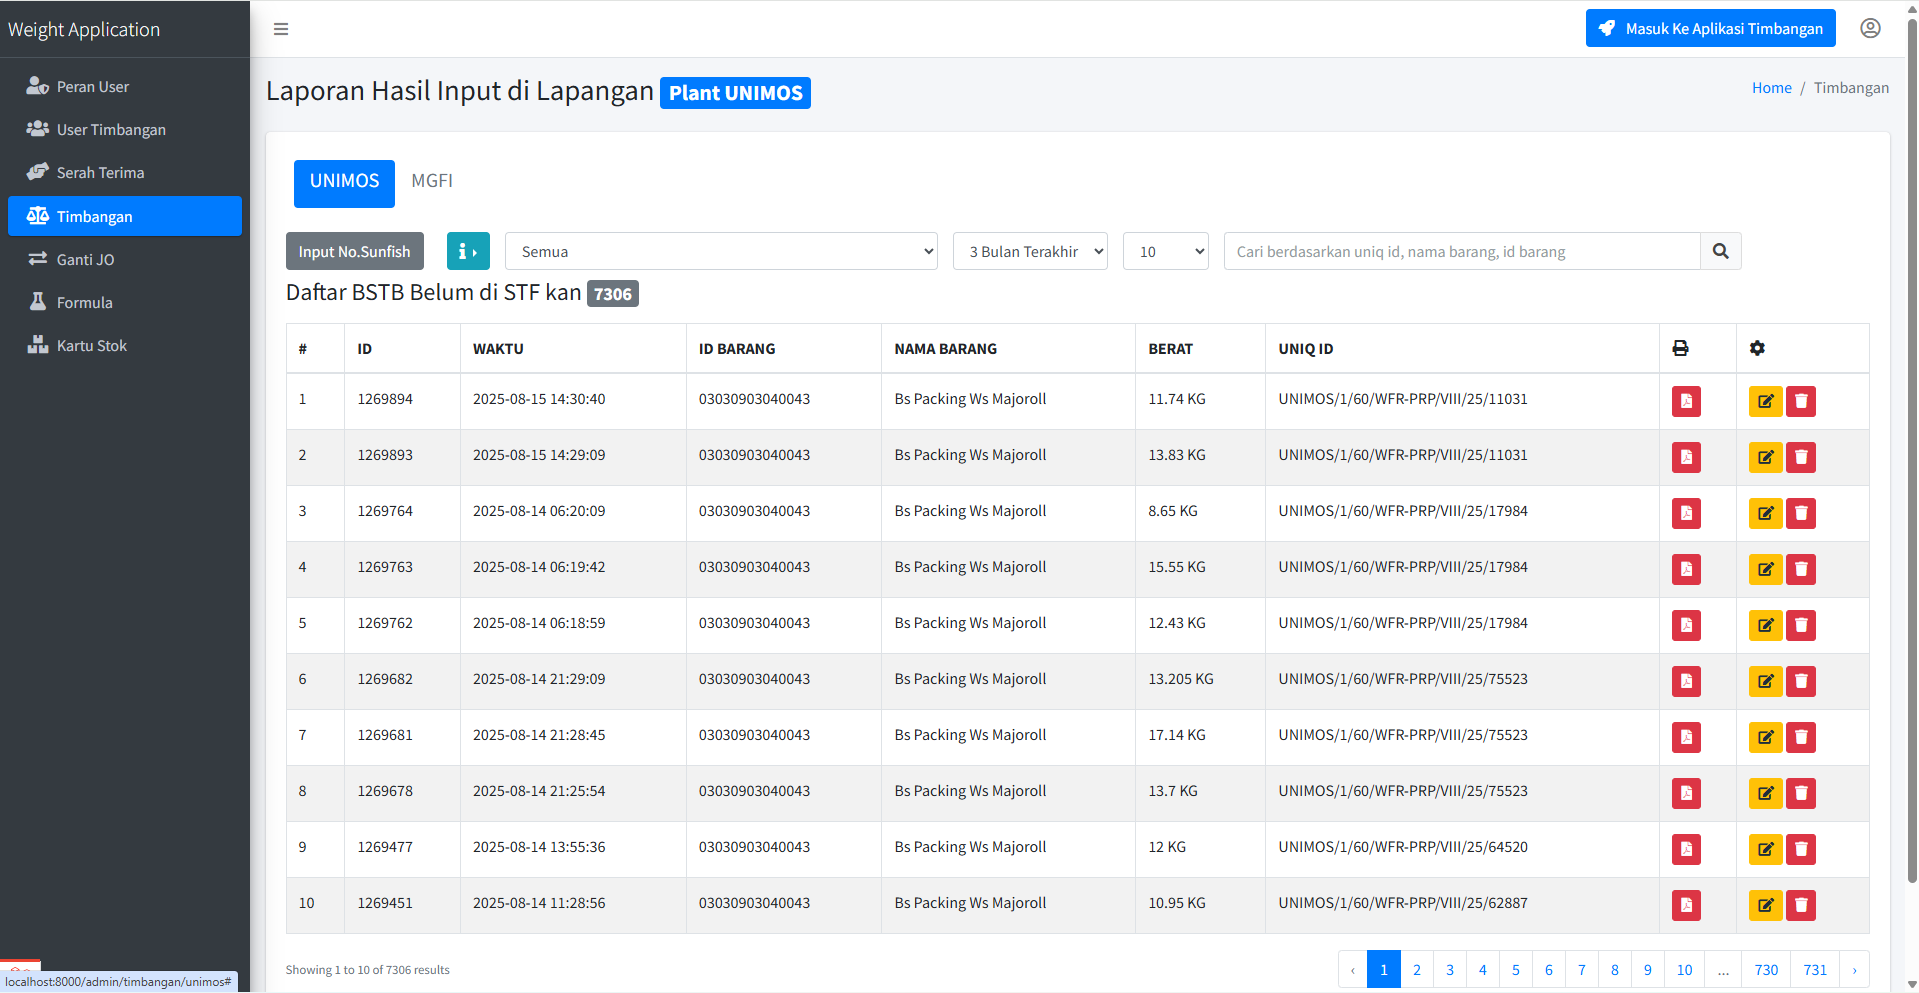 Weight Application
Masuk Ke Aplikasi Timbangan
Peran User
User Timbangan
Serah Terima
Timbangan
Ganti JO
Formula
Kartu Stok
Laporan Hasil Input di Lapangan Plant UNIMOS
Home / Timbangan
UNIMOS MGFI
Input No.Sunfish Semua 3 Bulan Terakhir 10 Cari berdasarkan uniq id, nama barang, id barang
Daftar BSTB Belum di STF kan 7306
# ID WAKTU ID BARANG NAMA BARANG BERAT UNIQ ID
1 1269894 2025-08-15 14:30:40 03030903040043 Bs Packing Ws Majoroll 11.74 KG UNIMOS/1/60/WFR-PRP/VIII/25/11031
2 1269893 2025-08-15 14:29:09 03030903040043 Bs Packing Ws Majoroll 13.83 KG UNIMOS/1/60/WFR-PRP/VIII/25/11031
3 1269764 2025-08-14 06:20:09 03030903040043 Bs Packing Ws Majoroll 8.65 KG UNIMOS/1/60/WFR-PRP/VIII/25/17984
4 1269763 2025-08-14 06:19:42 03030903040043 Bs Packing Ws Majoroll 15.55 KG UNIMOS/1/60/WFR-PRP/VIII/25/17984
5 1269762 2025-08-14 06:18:59 03030903040043 Bs Packing Ws Majoroll 12.43 KG UNIMOS/1/60/WFR-PRP/VIII/25/17984
6 1269682 2025-08-14 21:29:09 03030903040043 Bs Packing Ws Majoroll 13.205 KG UNIMOS/1/60/WFR-PRP/VIII/25/75523
7 1269681 2025-08-14 21:28:45 03030903040043 Bs Packing Ws Majoroll 17.14 KG UNIMOS/1/60/WFR-PRP/VIII/25/75523
8 1269678 2025-08-14 21:25:54 03030903040043 Bs Packing Ws Majoroll 13.7 KG UNIMOS/1/60/WFR-PRP/VIII/25/75523
9 1269477 2025-08-14 13:55:36 03030903040043 Bs Packing Ws Majoroll 12 KG UNIMOS/1/60/WFR-PRP/VIII/25/64520
10 1269451 2025-08-14 11:28:56 03030903040043 Bs Packing Ws Majoroll 10.95 KG UNIMOS/1/60/WFR-PRP/VIII/25/62887
Showing 1 to 10 of 7306 results
‹ 1 2 3 4 5 6 7 8 9 10 ... 730 731 ›
localhost:8000/admin/timbangan/unimos#